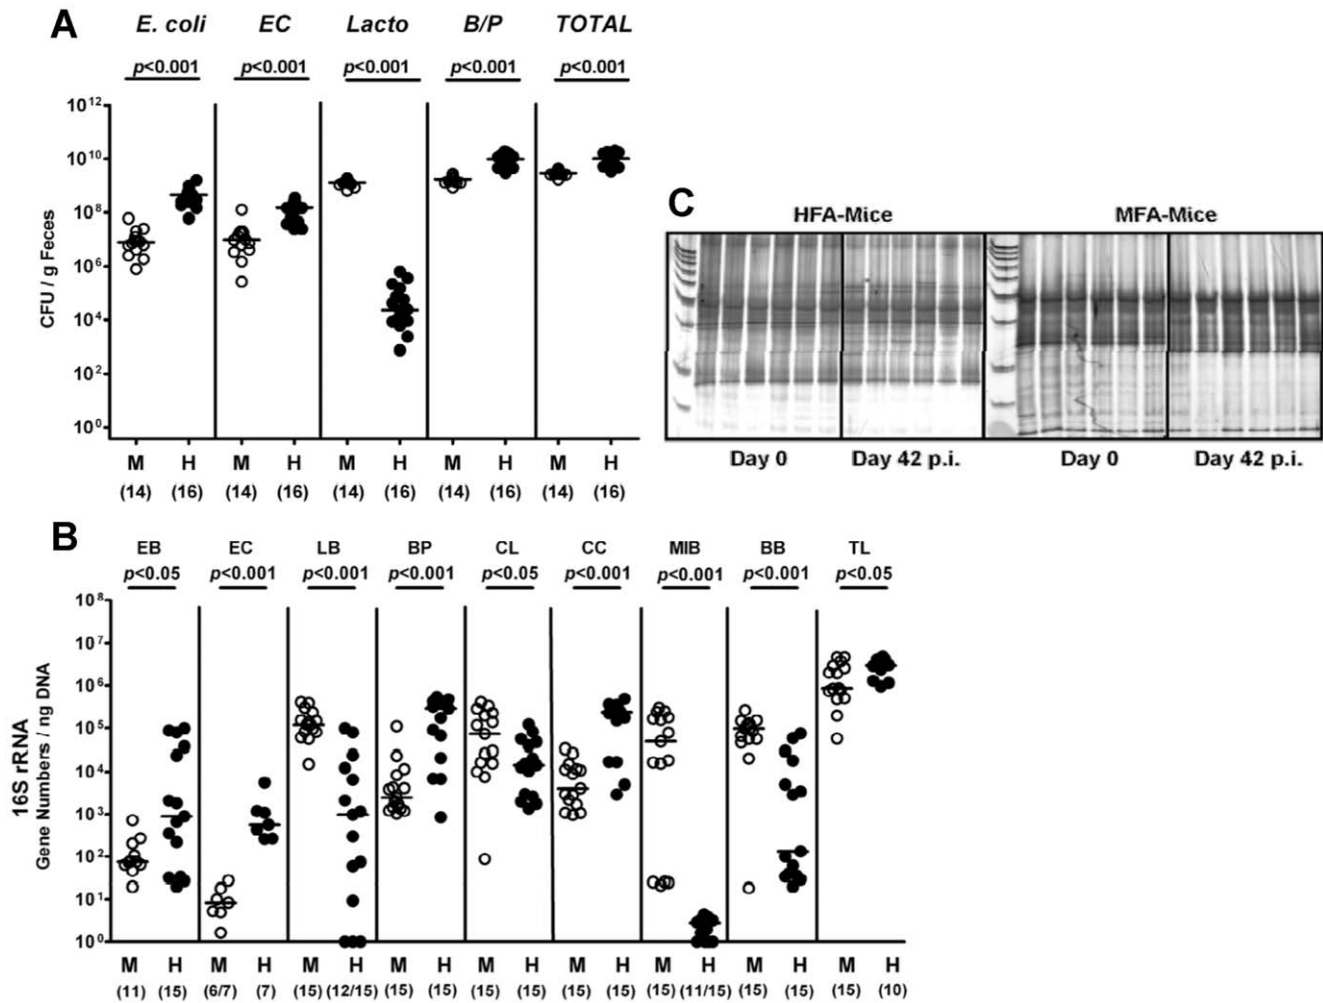 A
E. coli EC Lacto B/P TOTAL
p<0.001 p<0.001 p<0.001 p<0.001 p<0.001
CFU / g Feces
10¹²
10¹⁰
10⁸
10⁶
10⁴
10²
10⁰
M H M H M H M H M H
(14) (16) (14) (16) (14) (16) (14) (16) (14) (16)
C
HFA-Mice MFA-Mice
Day 0 Day 42 p.i. Day 0 Day 42 p.i.
B
EB EC LB BP CL CC MIB BB TL
p<0.05 p<0.001 p<0.001 p<0.001 p<0.05 p<0.001 p<0.001 p<0.001 p<0.05
16S rRNA
Gene Numbers / ng DNA
10⁸
10⁷
10⁶
10⁵
10⁴
10³
10²
10¹
10⁰
M H M H M H M H M H M H M H M H M H
(11) (15) (6/7) (7) (15) (12/15) (15) (15) (15) (15) (15) (15) (15) (11/15) (15) (15) (15) (10)